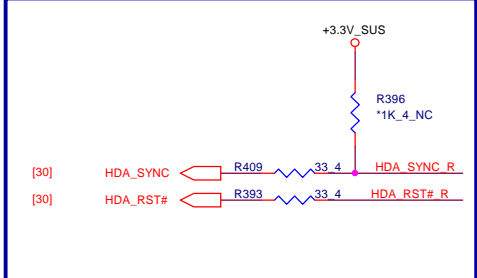 +3.3V_SUS
R396
*1K_4_NC
[30] HDA_SYNC R409 33_4 HDA_SYNC_R
[30] HDA_RST# R393 33_4 HDA_RST#_R